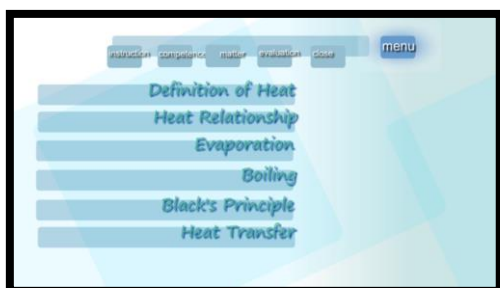 instruction competence matter evaluation close menu
Definition of Heat
Heat Relationship
Evaporation
Boiling
Black's Principle
Heat Transfer